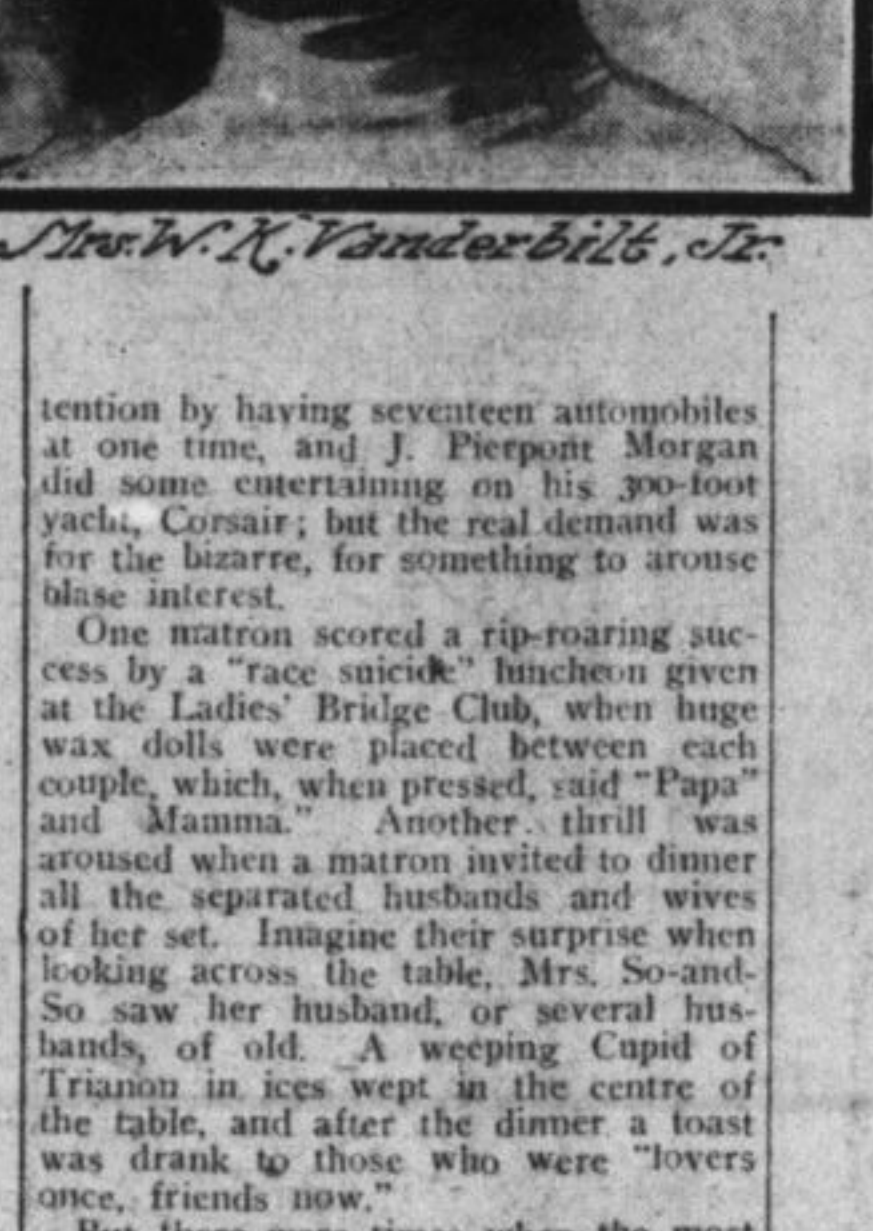 Mrs. W. K. Vanderbilt, Jr.
tention by having seventeen automobiles
at one time, and J. Pierpont Morgan
did some entertaining on his 300-foot
yacht, Corsair; but the real demand was
for the bizarre, for something to arouse
blase interest.
One matron scored a rip-roaring suc-
cess by a "race suicide" luncheon given
at the Ladies' Bridge Club, when huge
wax dolls were placed between each
couple, which, when pressed, said "Papa"
and Mamma." Another thrill was
aroused when a matron invited to dinner
all the separated husbands and wives
of her set. Imagine their surprise when
looking across the table, Mrs. So-and-
So saw her husband, or several hus-
bands, of old. A weeping Cupid of
Trianon in ices wept in the centre of
the table, and after the dinner a toast
was drank to those who were "lovers
once, friends now."
But there were times when the most